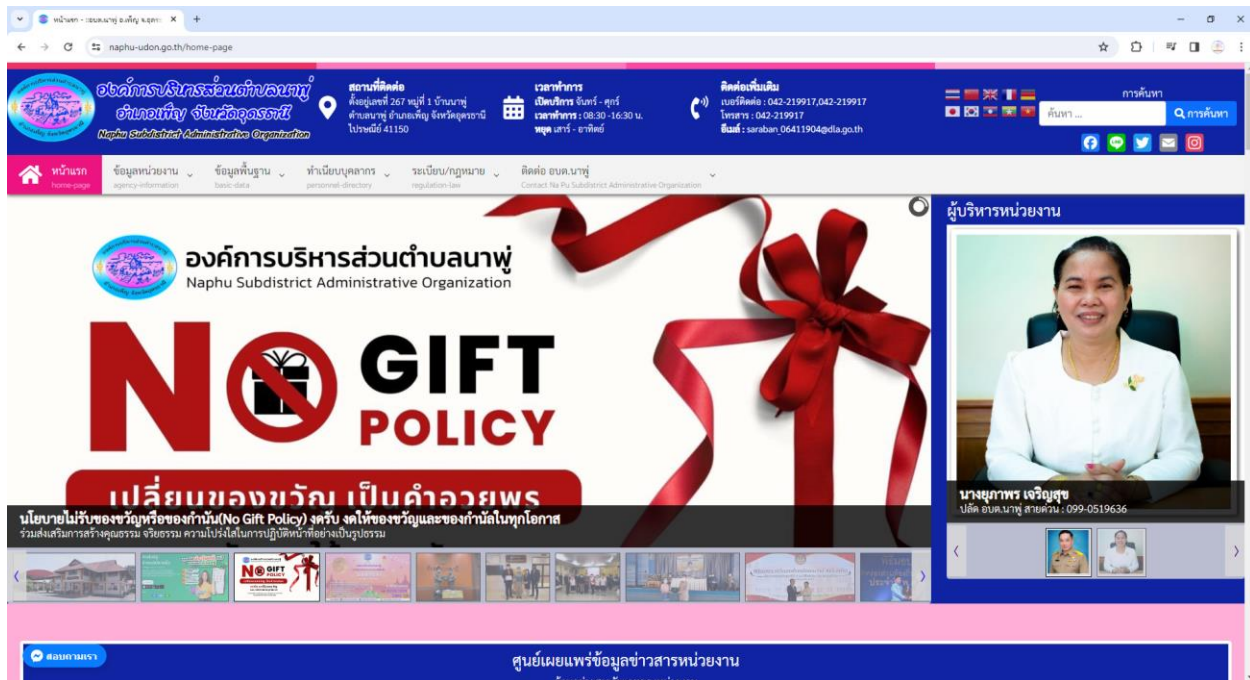 หน้าแรก - :อบต.นาพู่ อ.เพ็ญ จ.อุดร
naphu-udon.go.th/home-page
องค์การบริหารส่วนตำบลนาพู่
อำเภอเพ็ญ จังหวัดอุดรธานี
Naphu Subdistrict Administrative Organization
สถานที่ติดต่อ
ตั้งอยู่เลขที่ 267 หมู่ที่ 1 บ้านนาพู่
ตำบลนาพู่ อำเภอเพ็ญ จังหวัดอุดรธานี
ไปรษณีย์ 41150
เวลาทำการ
เปิดบริการ จันทร์ - ศุกร์
เวลาทำการ : 08:30 -16:30 น.
หยุด เสาร์ - อาทิตย์
ติดต่อเพิ่มเติม
เบอร์ติดต่อ : 042-219917,042-219917
โทรสาร : 042-219917
อีเมล์ : saraban_06411904@dla.go.th
การค้นหา
ค้นหา ...
การค้นหา
หน้าแรก
home-page
ข้อมูลหน่วยงาน
agency-information
ข้อมูลพื้นฐาน
basic-data
ทำเนียบบุคลากร
personnel-directory
ระเบียบ/กฎหมาย
regulation-law
ติดต่อ อบต.นาพู่
Contact Na Pu Subdistrict Administrative Organization
องค์การบริหารส่วนตำบลนาพู่
Naphu Subdistrict Administrative Organization
NO GIFT
POLICY
เปลี่ยนของขวัญ เป็นคำอวยพร
นโยบายไม่รับของขวัญหรือของกำนัน(No Gift Policy) งดรับ งดให้ของขวัญและของกำนัลในทุกโอกาส
ร่วมส่งเสริมการสร้างคุณธรรม จริยธรรม ความโปร่งใสในการปฏิบัติหน้าที่อย่างเป็นรูปธรรม
ผู้บริหารหน่วยงาน
นางยุภาพร เจริญสุข
ปลัด อบต.นาพู่ สายด่วน : 099-0519636
NO GIFT
POLICY
สอบถามเรา
ศูนย์เผยแพร่ข้อมูลข่าวสารหน่วยงาน